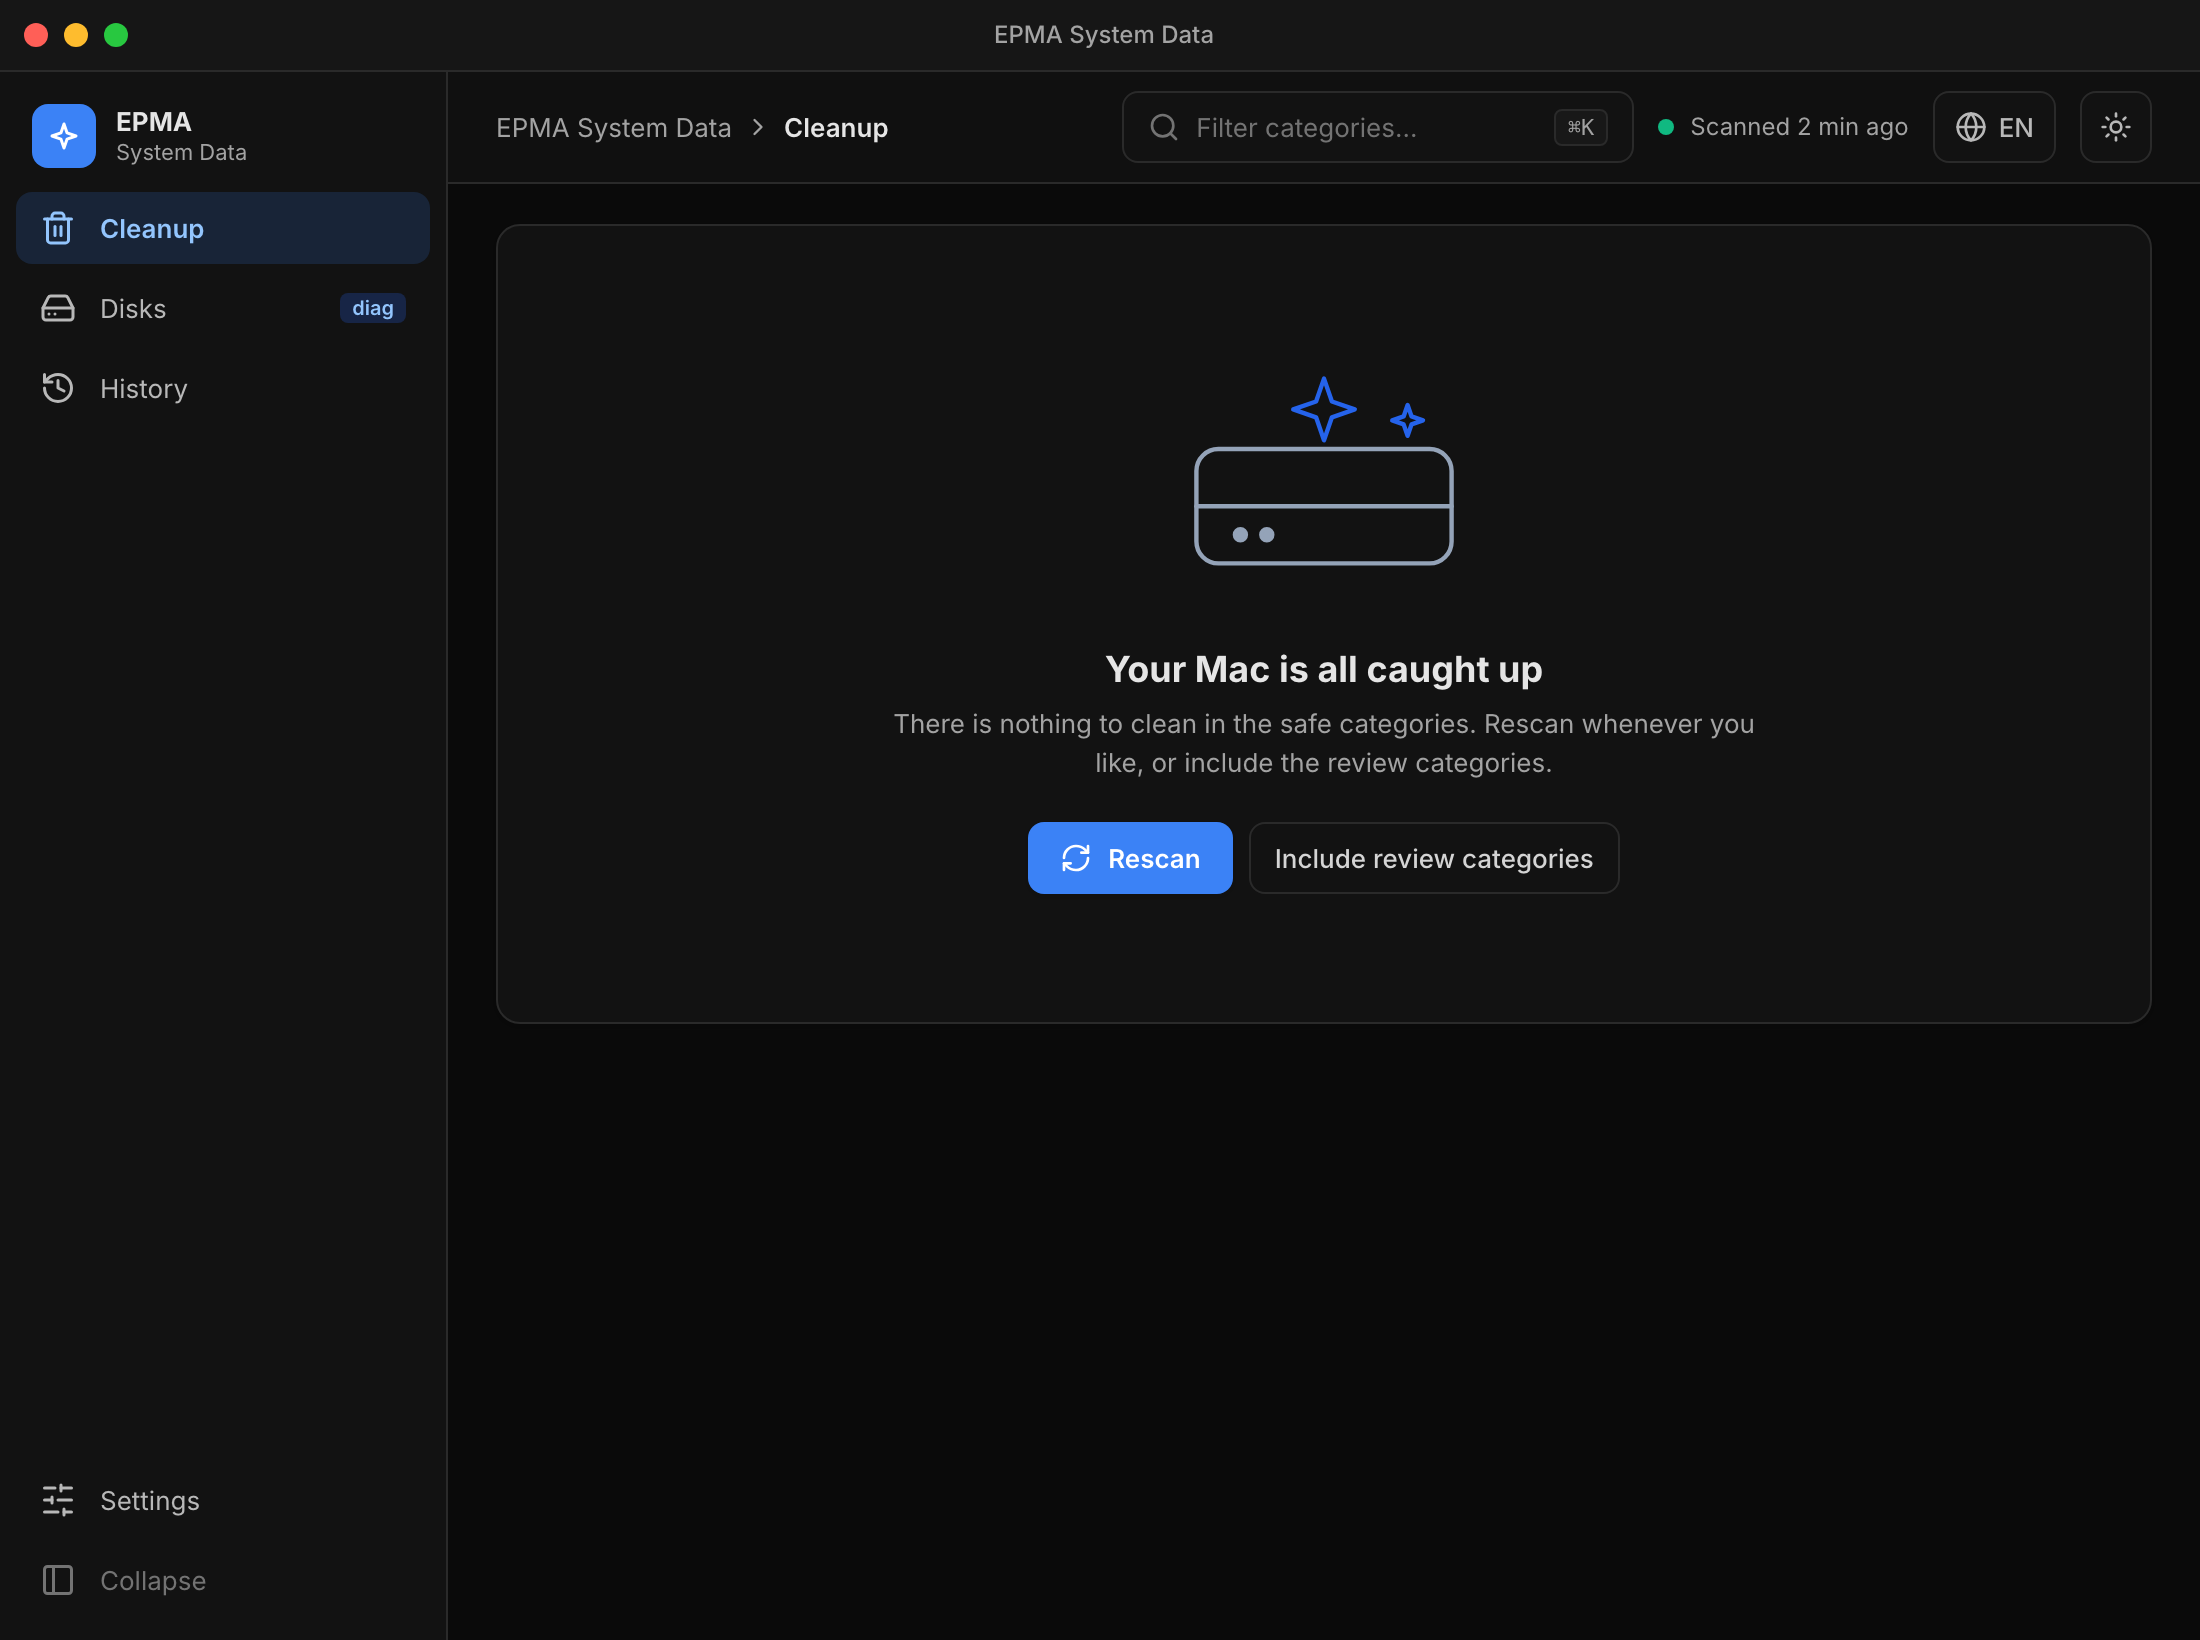 EPMA System Data
EPMA
System Data
Cleanup
Disks
diag
History
Settings
Collapse
EPMA System Data > Cleanup
Filter categories...
⌘K
Scanned 2 min ago
EN
Your Mac is all caught up
There is nothing to clean in the safe categories. Rescan whenever you
like, or include the review categories.
Rescan
Include review categories